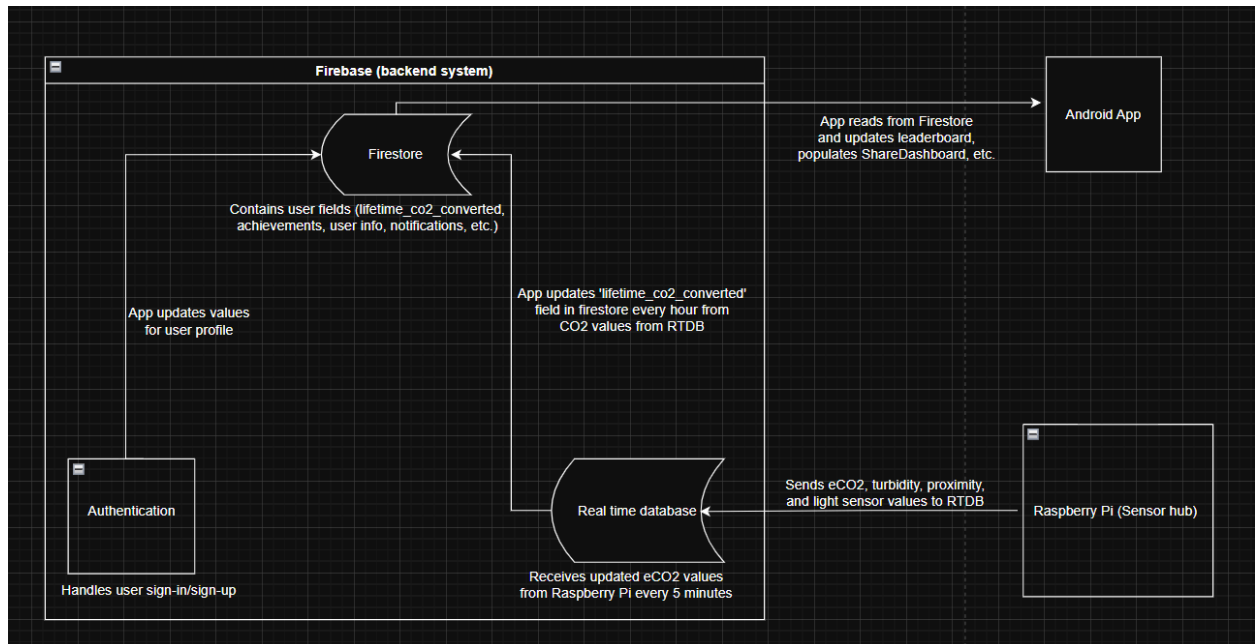 Firebase (backend system)
Android App
Firestore
App reads from Firestore
and updates leaderboard,
populates ShareDashboard, etc.
Contains user fields (lifetime_co2_converted,
achievements, user info, notifications, etc.)
App updates values
for user profile
App updates 'lifetime_co2_converted'
field in firestore every hour from
CO2 values from RTDB
Authentication
Handles user sign-in/sign-up
Real time database
Receives updated eCO2 values
from Raspberry Pi every 5 minutes
Sends eCO2, turbidity, proximity,
and light sensor values to RTDB
Raspberry Pi (Sensor hub)